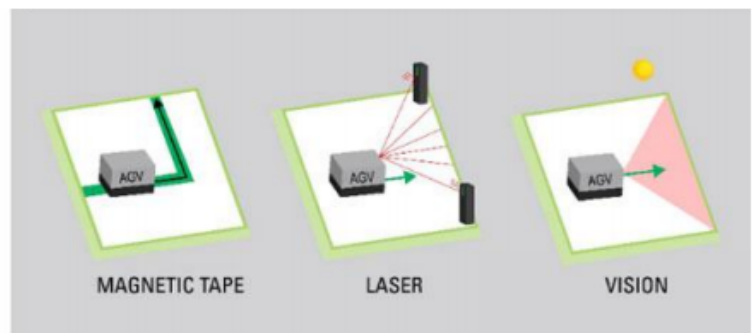 AGV
AGV
AGV
MAGNETIC TAPE
LASER
VISION